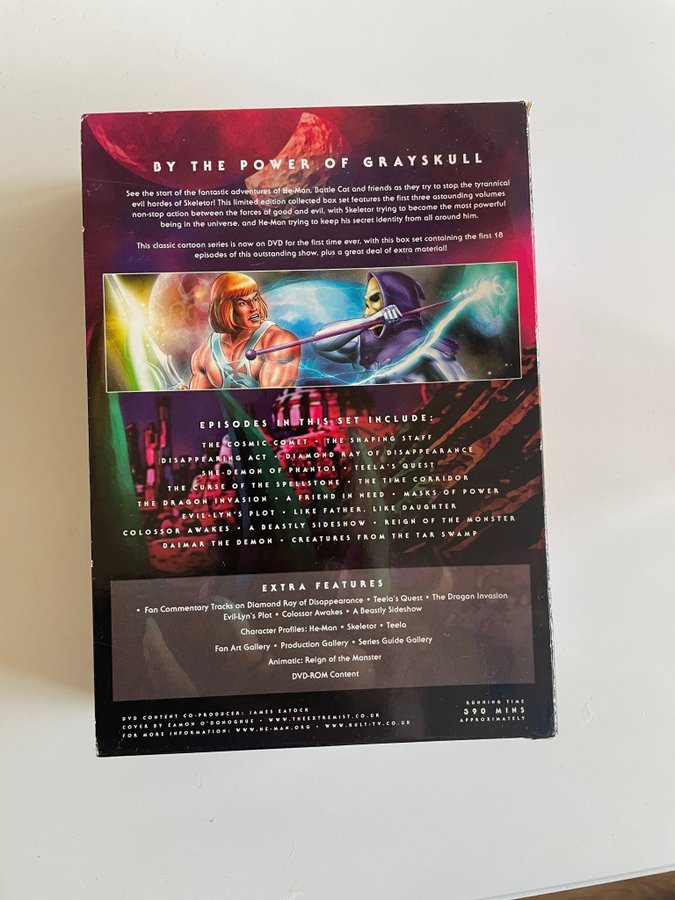 BY THE POWER OF GRAYSKULL
See the start of the fantastic adventures of He-Man, Battle Cat and friends as they try to stop the tyrannical
evil hordes of Skeletor! This limited edition collected box set features the first three astounding volumes
non-stop action between the forces of good and evil, with Skeletor trying to become the most powerful
being in the universe, and He-Man trying to keep his secret identity from all around him.
This classic cartoon series is now on DVD for the first time ever, with this box set containing the first 18
episodes of this outstanding show, plus a great deal of extra material!
EPISODES IN THIS SET INCLUDE:
THE COSMIC COMET • THE SHAPING STAFF
DISAPPEARING ACT • DIAMOND RAY OF DISAPPEARANCE
SHE-DEMON OF PHANTOS • TEELA'S QUEST
THE CURSE OF THE SPELLSTONE • THE TIME CORRIDOR
THE DRAGON INVASION • A FRIEND IN NEED • MASKS OF POWER
EVIL-LYN'S PLOT • LIKE FATHER, LIKE DAUGHTER
COLOSSOR AWAKES • A BEASTLY SIDESHOW • REIGN OF THE MONSTER
DAIMAR THE DEMON • CREATURES FROM THE TAR SWAMP
EXTRA FEATURES
• Fan Commentary Tracks on Diamond Ray of Disappearance • Teela's Quest • The Dragon Invasion
Evil-Lyn's Plot • Colossor Awakes • A Beastly Sideshow
Character Profiles: He-Man • Skeletor • Teela
Fan Art Gallery • Production Gallery • Series Guide Gallery
Animatic: Reign of the Monster
DVD-ROM Content
DVD CONTENT CO-PRODUCER: JAMES EATOCK
COVER BY EAMON O'DONOGHUE • WWW.THEEXTREMIST.CO.UK
FOR MORE INFORMATION: WWW.HE-MAN.ORG • WWW.KULT-TV.CO.UK
RUNNING TIME
390 MINS
APPROXIMATELY